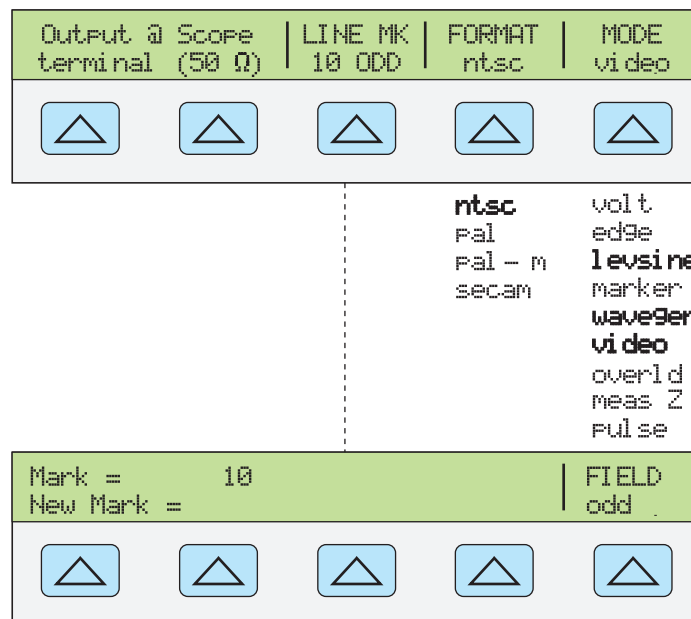 Output @ Scope
terminal (50 Ω)
LINE MK
10 ODD
FORMAT
ntsc
MODE
video
ntsc
pal
pal-m
secam
volt
edge
levsine
marker
wavegen
video
overld
meas Z
pulse
Mark = 10
New Mark =
FIELD
odd